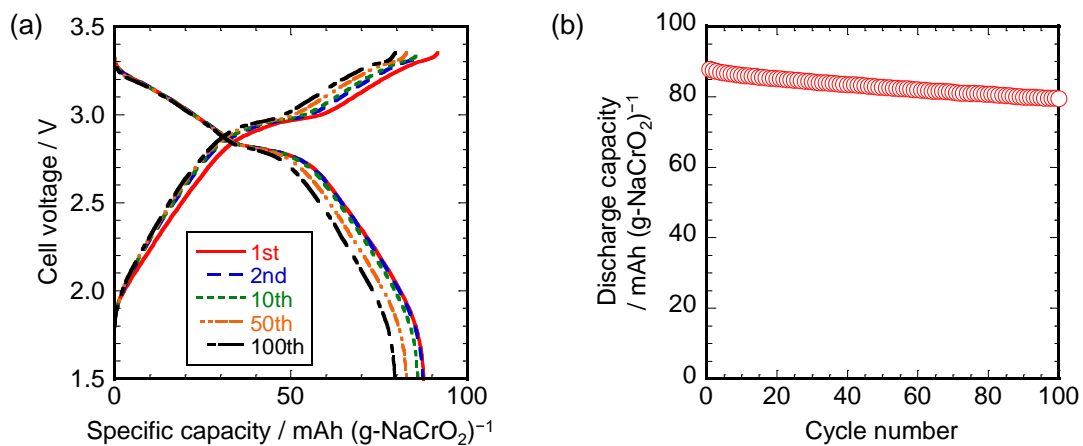 (a)
3.5
3.0
2.5
2.0
1.5
Cell voltage / V
1st
2nd
10th
50th
100th
0
50
100
Specific capacity / mAh (g-NaCrO₂)⁻¹
(b)
100
80
60
40
20
0
Discharge capacity
/ mAh (g-NaCrO₂)⁻¹
0
20
40
60
80
100
Cycle number